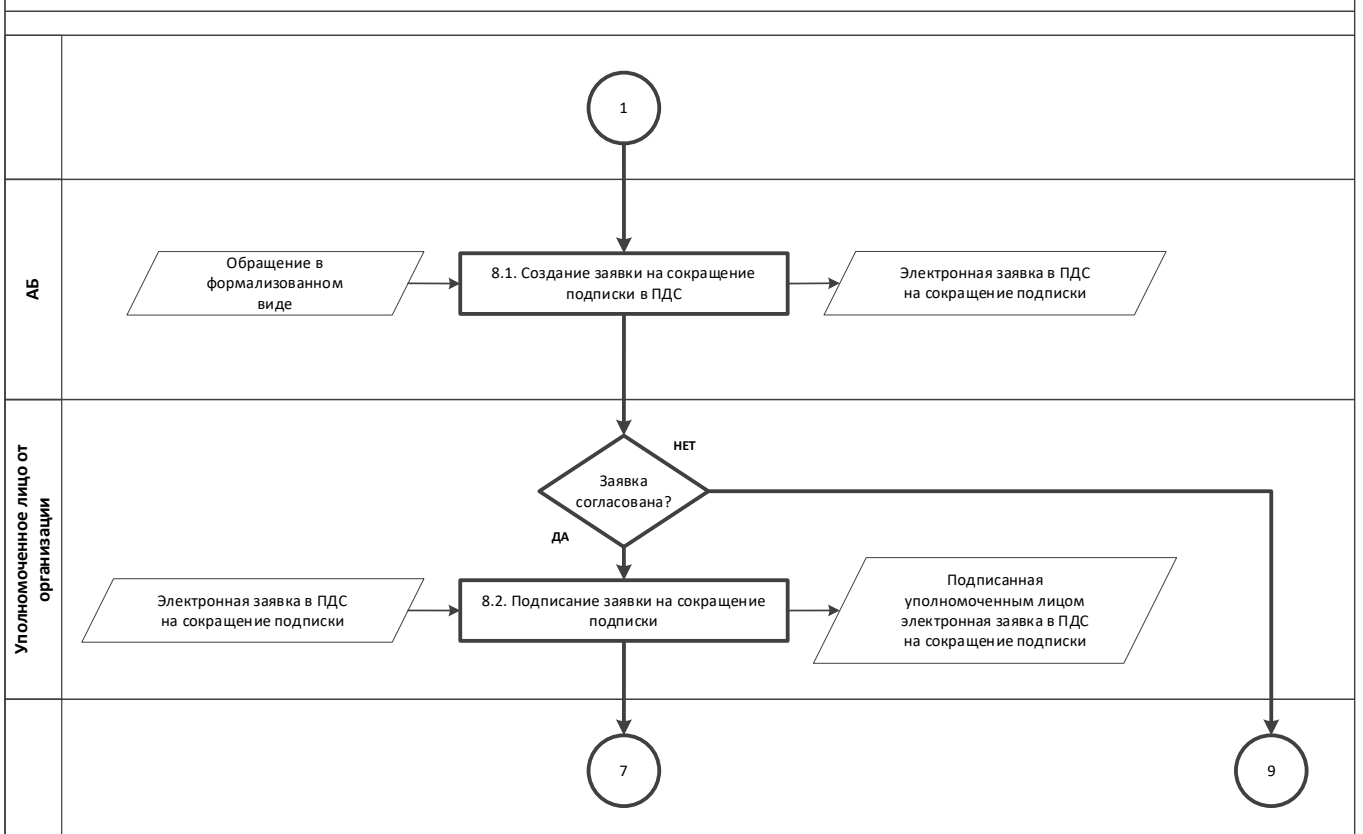 1
АБ
Обращение в
формализованном
виде
8.1. Создание заявки на сокращение
подписки в ПДС
Электронная заявка в ПДС
на сокращение подписки
Уполномоченное лицо от
организации
НЕТ
Заявка
согласована?
ДА
Электронная заявка в ПДС
на сокращение подписки
8.2. Подписание заявки на сокращение
подписки
Подписанная
уполномоченным лицом
электронная заявка в ПДС
на сокращение подписки
7
9